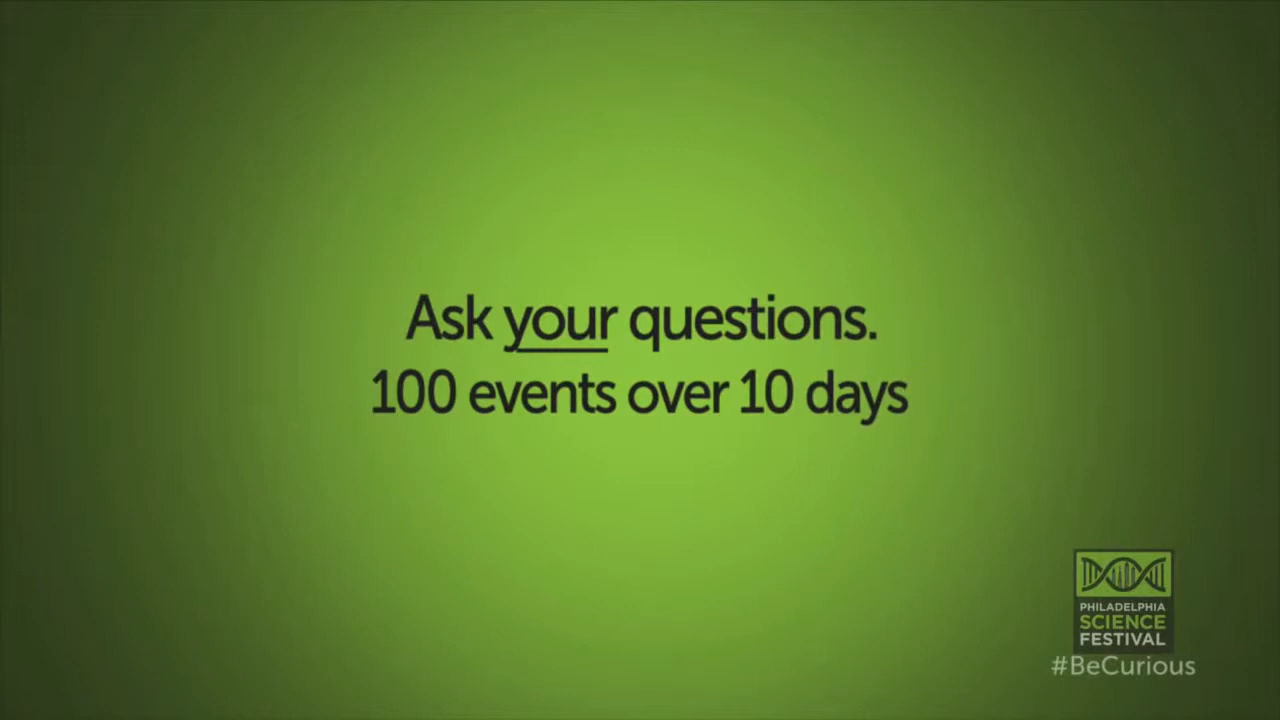 Ask your questions.
100 events over 10 days
PHILADELPHIA
SCIENCE
FESTIVAL
#BeCurious